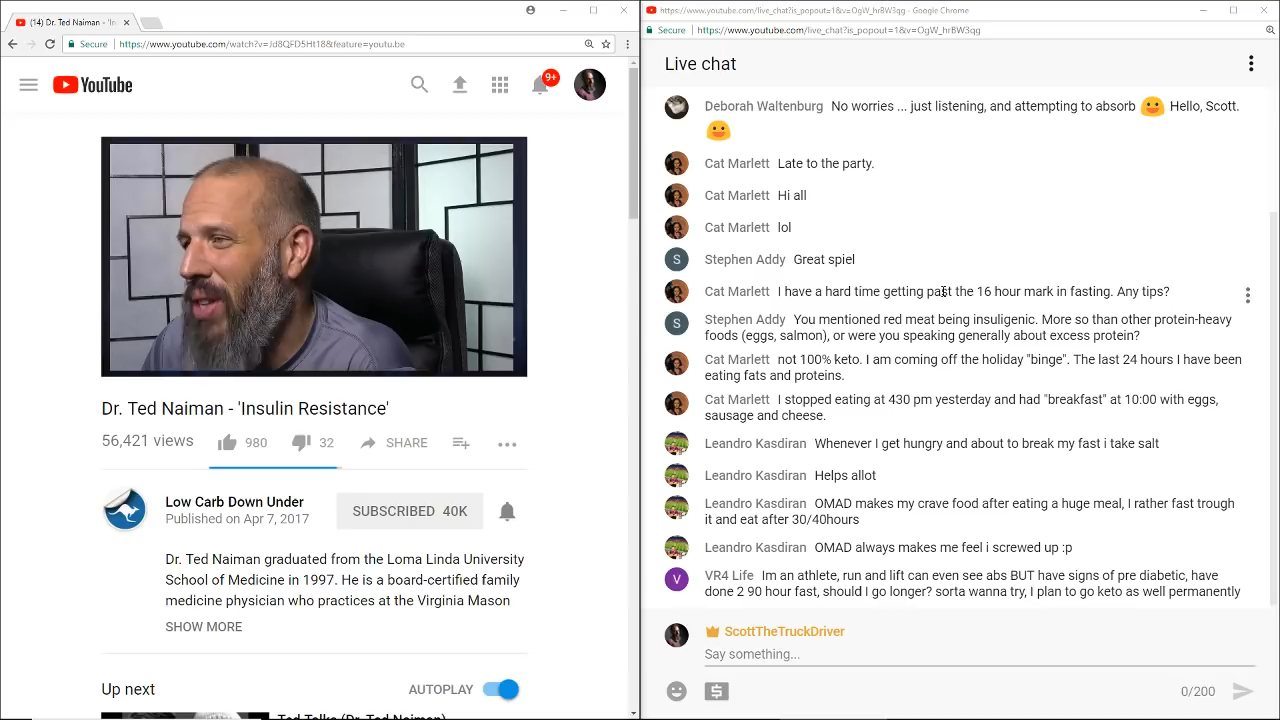 (14) Dr. Ted Naiman - 'In
Secure
https://www.youtube.com/watch?v=Jd8QFD5Ht18&feature=youtu.be
YouTube
9+
Dr. Ted Naiman - 'Insulin Resistance'
56,421 views
980
32
SHARE
Low Carb Down Under
Published on Apr 7, 2017
SUBSCRIBED 40K
Dr. Ted Naiman graduated from the Loma Linda University
School of Medicine in 1997. He is a board-certified family
medicine physician who practices at the Virginia Mason
SHOW MORE
Up next
AUTOPLAY
Ted Talks (Dr. Ted Naiman)
https://www.youtube.com/live_chat?is_popout=1&v=OgW_hrBW3qg - Google Chrome
Secure
https://www.youtube.com/live_chat?is_popout=1&v=OgW_hrBW3qg
Live chat
Deborah Waltenburg No worries ... just listening, and attempting to absorb 😀 Hello, Scott.
😀
Cat Marlett Late to the party.
Cat Marlett Hi all
Cat Marlett lol
S Stephen Addy Great spiel
Cat Marlett I have a hard time getting past the 16 hour mark in fasting. Any tips?
S Stephen Addy You mentioned red meat being insuligenic. More so than other protein-heavy
foods (eggs, salmon), or were you speaking generally about excess protein?
Cat Marlett not 100% keto. I am coming off the holiday "binge". The last 24 hours I have been
eating fats and proteins.
Cat Marlett I stopped eating at 430 pm yesterday and had "breakfast" at 10:00 with eggs,
sausage and cheese.
Leandro Kasdiran Whenever I get hungry and about to break my fast i take salt
Leandro Kasdiran Helps allot
Leandro Kasdiran OMAD makes my crave food after eating a huge meal, I rather fast trough
it and eat after 30/40hours
Leandro Kasdiran OMAD always makes me feel i screwed up :p
V VR4 Life Im an athlete, run and lift can even see abs BUT have signs of pre diabetic, have
done 2 90 hour fast, should I go longer? sorta wanna try, I plan to go keto as well permanently
ScottTheTruckDriver
Say something...
0/200